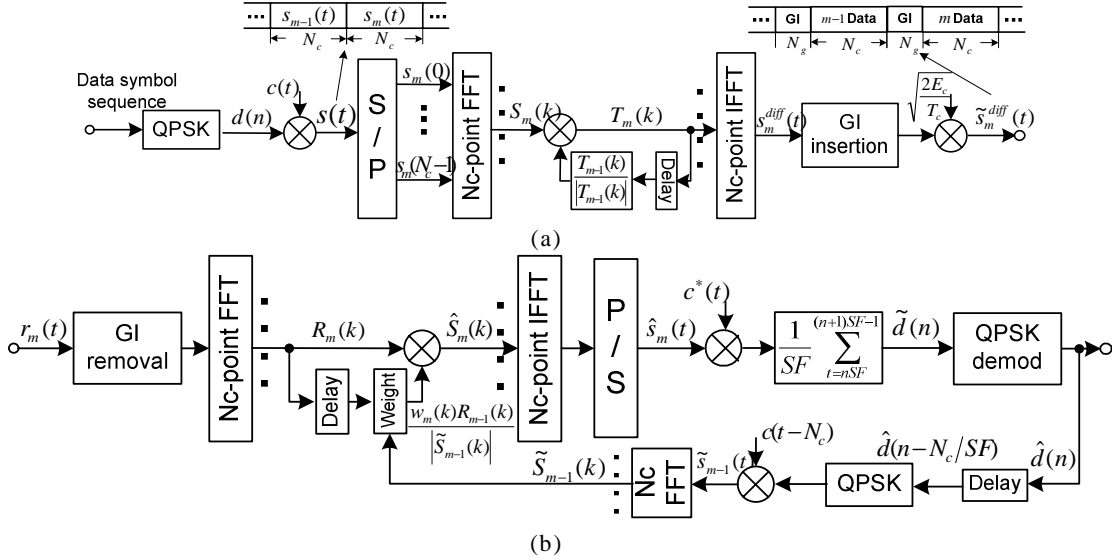 ⋯ s_{m−1}(t) s_m(t) ⋯
N_c N_c
⋯ GI m−1 Data GI m Data ⋯
N_g N_c N_g N_c
Data symbol
sequence
QPSK
d(n)
c(t)
s(t)
S
/
P
s_m(0)
s_m(N_c−1)
Nc-point FFT
S_m(k)
T_m(k)
T_{m−1}(k)
|T_{m−1}(k)|
Delay
Nc-point IFFT
s_m^{diff}(t)
GI
insertion
√(2E_c/T_c)
s̃_m^{diff}(t)
(a)
r_m(t)
GI
removal
Nc-point FFT
R_m(k)
Delay
Weight
Ŝ_m(k)
w_m(k)R_{m−1}(k)
|S̃_{m−1}(k)|
Nc-point IFFT
P
/
S
ŝ_m(t)
c*(t)
1/SF ∑_{t=nSF}^{(n+1)SF−1}
d̃(n)
QPSK
demod
d̂(n)
Delay
d̂(n−N_c/SF)
QPSK
c(t−N_c)
s̃_{m−1}(t
Nc
FFT
S̃_{m−1}(k)
(b)